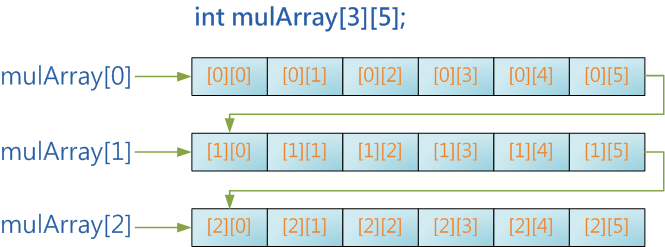 int mulArray[3][5];
mulArray[0] [0][0] [0][1] [0][2] [0][3] [0][4] [0][5]
mulArray[1] [1][0] [1][1] [1][2] [1][3] [1][4] [1][5]
mulArray[2] [2][0] [2][1] [2][2] [2][3] [2][4] [2][5]